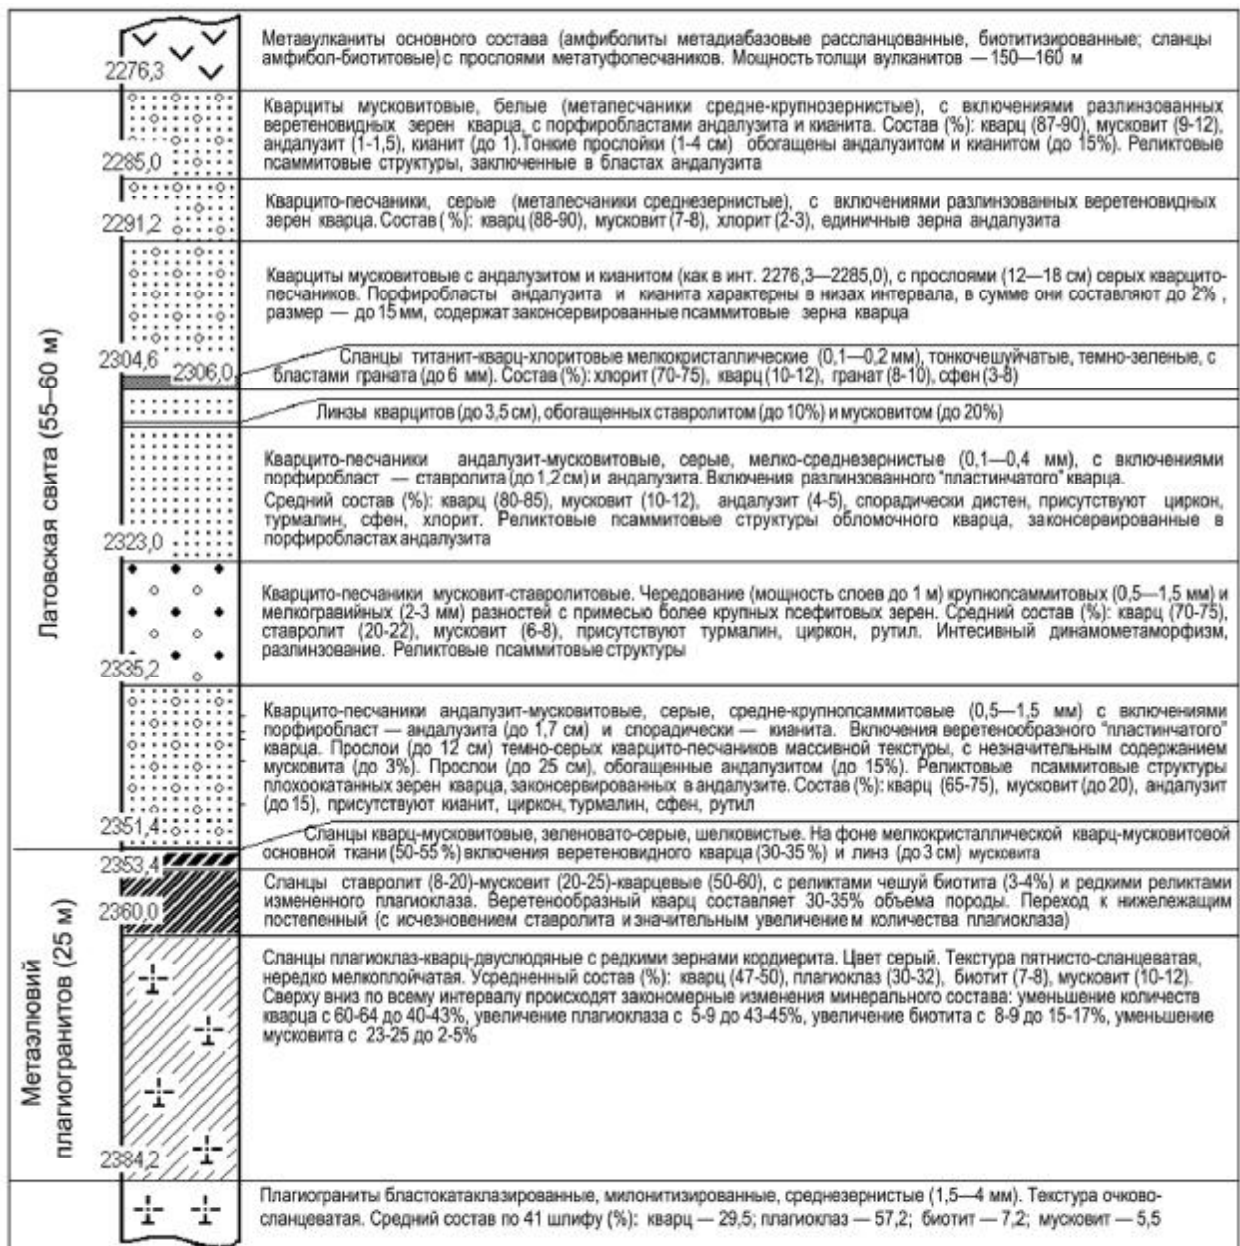 Метавулканиты основного состава (амфиболиты метадиабазовые рассланцованные, биотитизированные; сланцы
амфибол-биотитовые) с прослоями метатуфопесчаников. Мощность толщи вулканитов — 150—160 м
2276,3
Латовская свита (55–60 м)
Кварциты мусковитовые, белые (метапесчаники средне-крупнозернистые), с включениями разлинзованных
веретеновидных зерен кварца, с порфиробластами андалузита и кианита. Состав (%): кварц (87-90), мусковит (9-12),
андалузит (1-1,5), кианит (до 1).Тонкие прослойки (1-4 см) обогащены андалузитом и кианитом (до 15%). Реликтовые
псаммитовые структуры, заключенные в бластах андалузита
2285,0
Кварцито-песчаники, серые (метапесчаники среднезернистые), с включениями разлинзованных веретеновидных
зерен кварца. Состав ( %): кварц (88-90), мусковит (7-8), хлорит (2-3), единичные зерна андалузита
2291,2
Кварциты мусковитовые с андалузитом и кианитом (как в инт. 2276,3—2285,0), с прослоями (12—18 см) серых кварцито-
песчаников. Порфиробласты андалузита и кианита характерны в низах интервала, в сумме они составляют до 2% ,
размер — до 15 мм, содержат законсервированные псаммитовые зерна кварца
2304,6
2306,0
Сланцы титанит-кварц-хлоритовые мелкокристаллические (0,1—0,2 мм), тонкочешуйчатые, темно-зеленые, с
бластами граната (до 6 мм). Состав (%): хлорит (70-75), кварц (10-12), гранат (8-10), сфен (3-8)
Линзы кварцитов (до 3,5 см), обогащенных ставролитом (до 10%) и мусковитом (до 20%)
Кварцито-песчаники андалузит-мусковитовые, серые, мелко-среднезернистые (0,1—0,4 мм), с включениями
порфиробласт — ставролита (до 1,2 см) и андалузита. Включения разлинзованного "пластинчатого" кварца.
Средний состав (%): кварц (80-85), мусковит (10-12), андалузит (4-5), спорадически дистен, присутствуют циркон,
турмалин, сфен, хлорит. Реликтовые псаммитовые структуры обломочного кварца, законсервированные в
порфиробластах андалузита
2323,0
Кварцито-песчаники мусковит-ставролитовые. Чередование (мощность слоев до 1 м) крупнопсаммитовых (0,5—1,5 мм) и
мелкогравийных (2-3 мм) разностей с примесью более крупных псефитовых зерен. Средний состав (%): кварц (70-75),
ставролит (20-22), мусковит (6-8), присутствуют турмалин, циркон, рутил. Интесивный динамометаморфизм,
разлинзование. Реликтовые псаммитовые структуры
2335,2
Кварцито-песчаники андалузит-мусковитовые, серые, средне-крупнопсаммитовые (0,5—1,5 мм) с включениями
порфиробласт — андалузита (до 1,7 см) и спорадически — кианита. Включения веретенообразного "пластинчатого"
кварца. Прослои (до 12 см) темно-серых кварцито-песчаников массивной текстуры, с незначительным содержанием
мусковита (до 3%). Прослои (до 25 см), обогащенные андалузитом (до 15%). Реликтовые псаммитовые структуры
плохоокатанных зерен кварца, законсервированных в андалузите. Состав (%): кварц (65-75), мусковит (до 20), андалузит
(до 15), присутствуют кианит, циркон, турмалин, сфен, рутил
2351,4
Сланцы кварц-мусковитовые, зеленовато-серые, шелковистые. На фоне мелкокристаллической кварц-мусковитовой
основной ткани (50-55 %) включения веретеновидного кварца (30-35 %) и линз (до 3 см) мусковита
2353,4
Метаэлювий
плагиогранитов (25 м)
Сланцы ставролит (8-20)-мусковит (20-25)-кварцевые (50-60), с реликтами чешуй биотита (3-4%) и редкими реликтами
измененного плагиоклаза. Веретенообразный кварц составляет 30-35% объема породы. Переход к нижележащим
постепенный (с исчезновением ставролита и значительным увеличением количества плагиоклаза)
2360,0
Сланцы плагиоклаз-кварц-двуслюдяные с редкими зернами кордиерита. Цвет серый. Текстура пятнисто-сланцеватая,
нередко мелкоплойчатая. Усредненный состав (%): кварц (47-50), плагиоклаз (30-32), биотит (7-8), мусковит (10-12).
Сверху вниз по всему интервалу происходят закономерные изменения минерального состава: уменьшение количеств
кварца с 60-64 до 40-43%, увеличение плагиоклаза с 5-9 до 43-45%, увеличение биотита с 8-9 до 15-17%, уменьшение
мусковита с 23-25 до 2-5%
2384,2
Плагиограниты бластокатаклазированные, милонитизированные, среднезернистые (1,5—4 мм). Текстура очково-
сланцеватая. Средний состав по 41 шлифу (%): кварц — 29,5; плагиоклаз — 57,2; биотит — 7,2; мусковит — 5,5